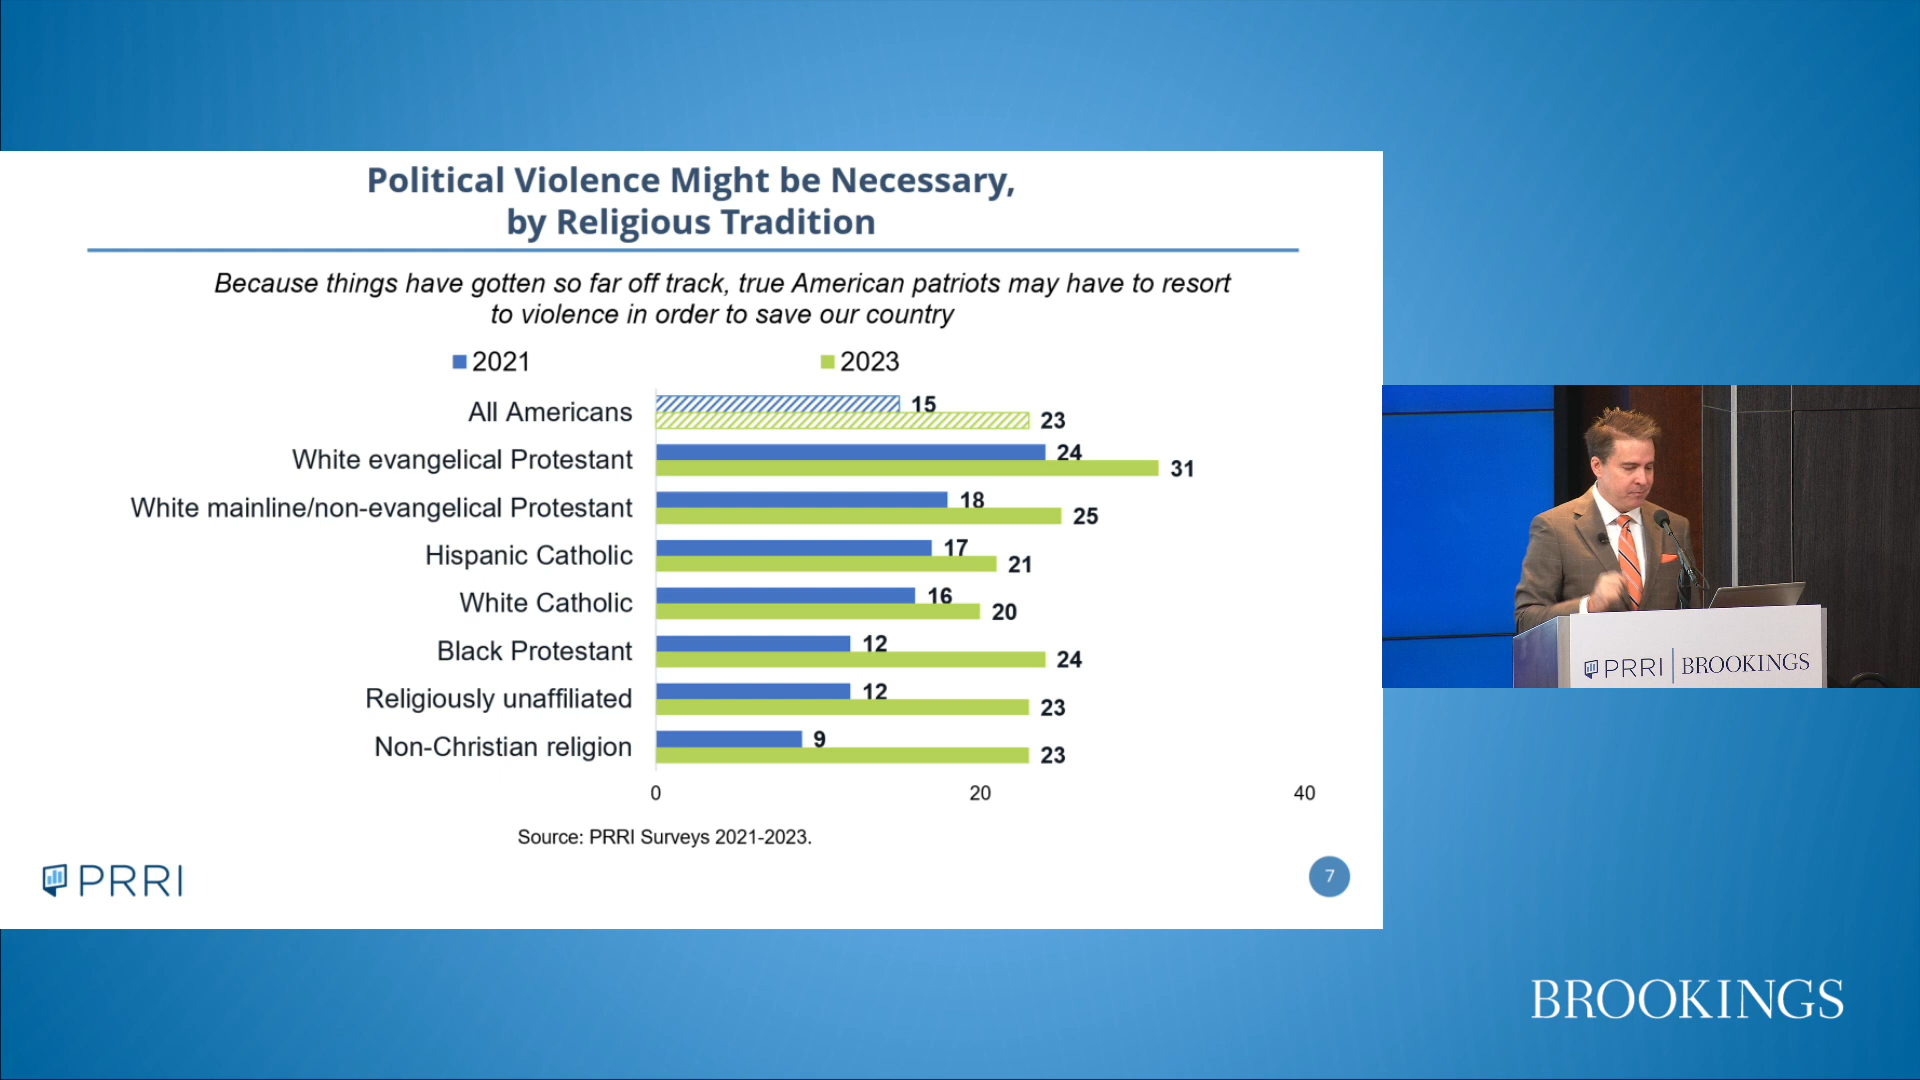 Political Violence Might be Necessary,
by Religious Tradition
Because things have gotten so far off track, true American patriots may have to resort
to violence in order to save our country
2021
2023
All Americans
15
23
White evangelical Protestant
24
31
White mainline/non-evangelical Protestant
18
25
Hispanic Catholic
17
21
White Catholic
16
20
Black Protestant
12
24
Religiously unaffiliated
12
23
Non-Christian religion
9
23
0
20
40
Source: PRRI Surveys 2021-2023.
PRRI
7
PRRI | BROOKINGS
BROOKINGS